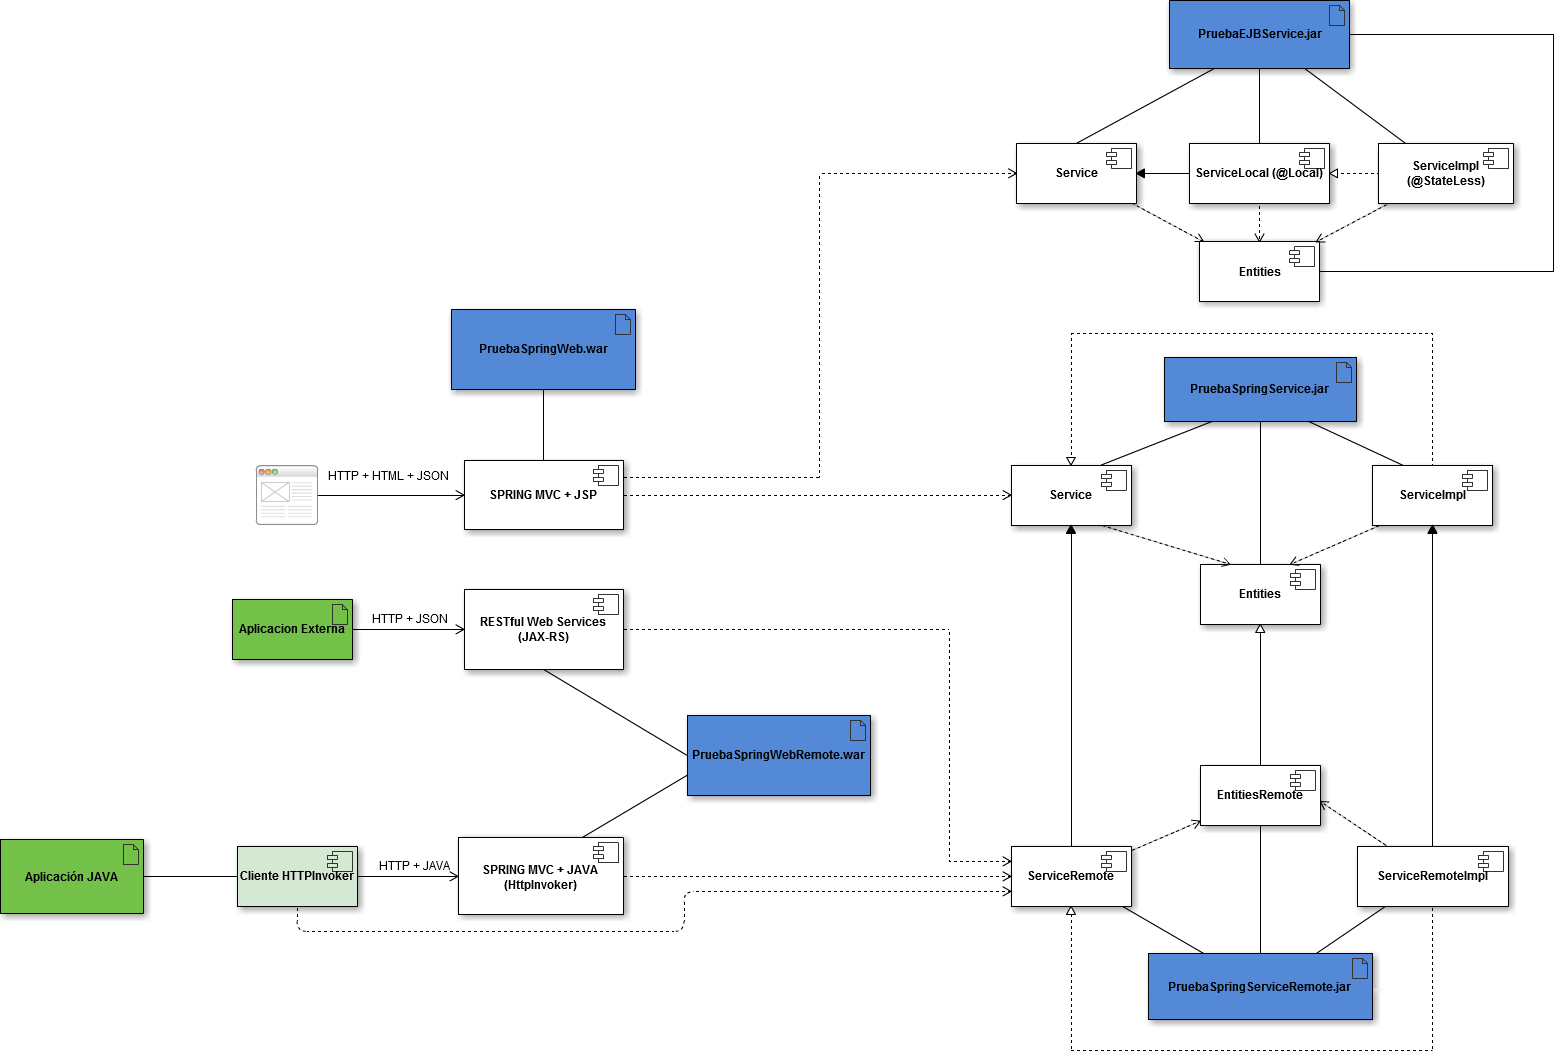 PruebaEJBService.jar
Service
ServiceLocal (@Local)
ServiceImpl
(@StateLess)
Entities
PruebaSpringWeb.war
PruebaSpringService.jar
HTTP + HTML + JSON
SPRING MVC + JSP
Service
ServiceImpl
Entities
Aplicacion Externa
HTTP + JSON
RESTful Web Services
(JAX-RS)
PruebaSpringWebRemote.war
EntitiesRemote
Aplicación JAVA
Cliente HTTPInvoker
HTTP + JAVA
SPRING MVC + JAVA
(HttpInvoker)
ServiceRemote
ServiceRemoteImpl
PruebaSpringServiceRemote.jar